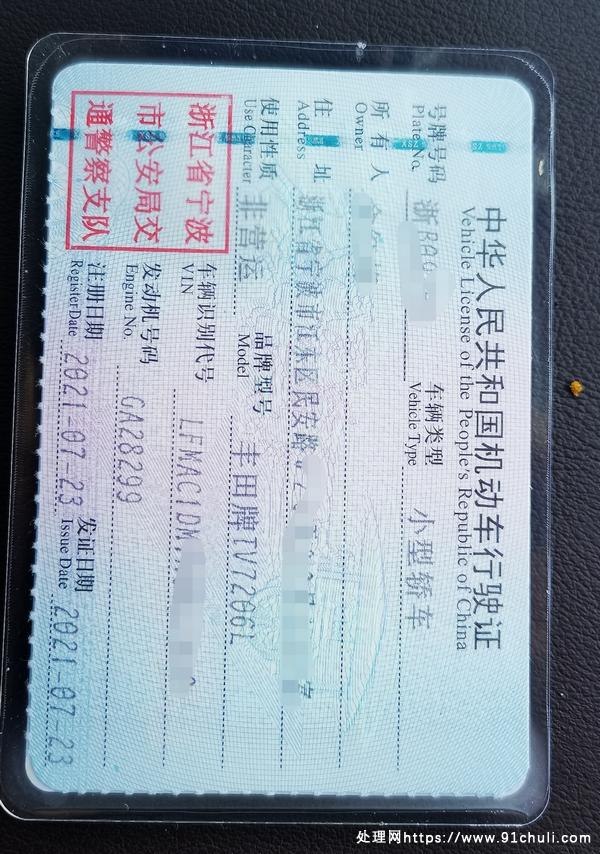 中华人民共和国机动车行驶证
Vehicle License of the People's Republic of China
号牌号码 浙B 车辆类型 小型轿车
Plate No. Vehicle Type
所有人
Owner
住址 浙江省宁波市江东区民安路
Address
使用性质 非营运 品牌型号 丰田牌TV7206L
Use Character Model
浙江省宁波
市公安局交
通警察支队
车辆识别代号 LFMAC1DM
VIN
发动机号码 GA28299
Engine No.
注册日期 2021-07-23 发证日期 2021-07-23
Register Date Issue Date
处理网https://www.91chuli.com/